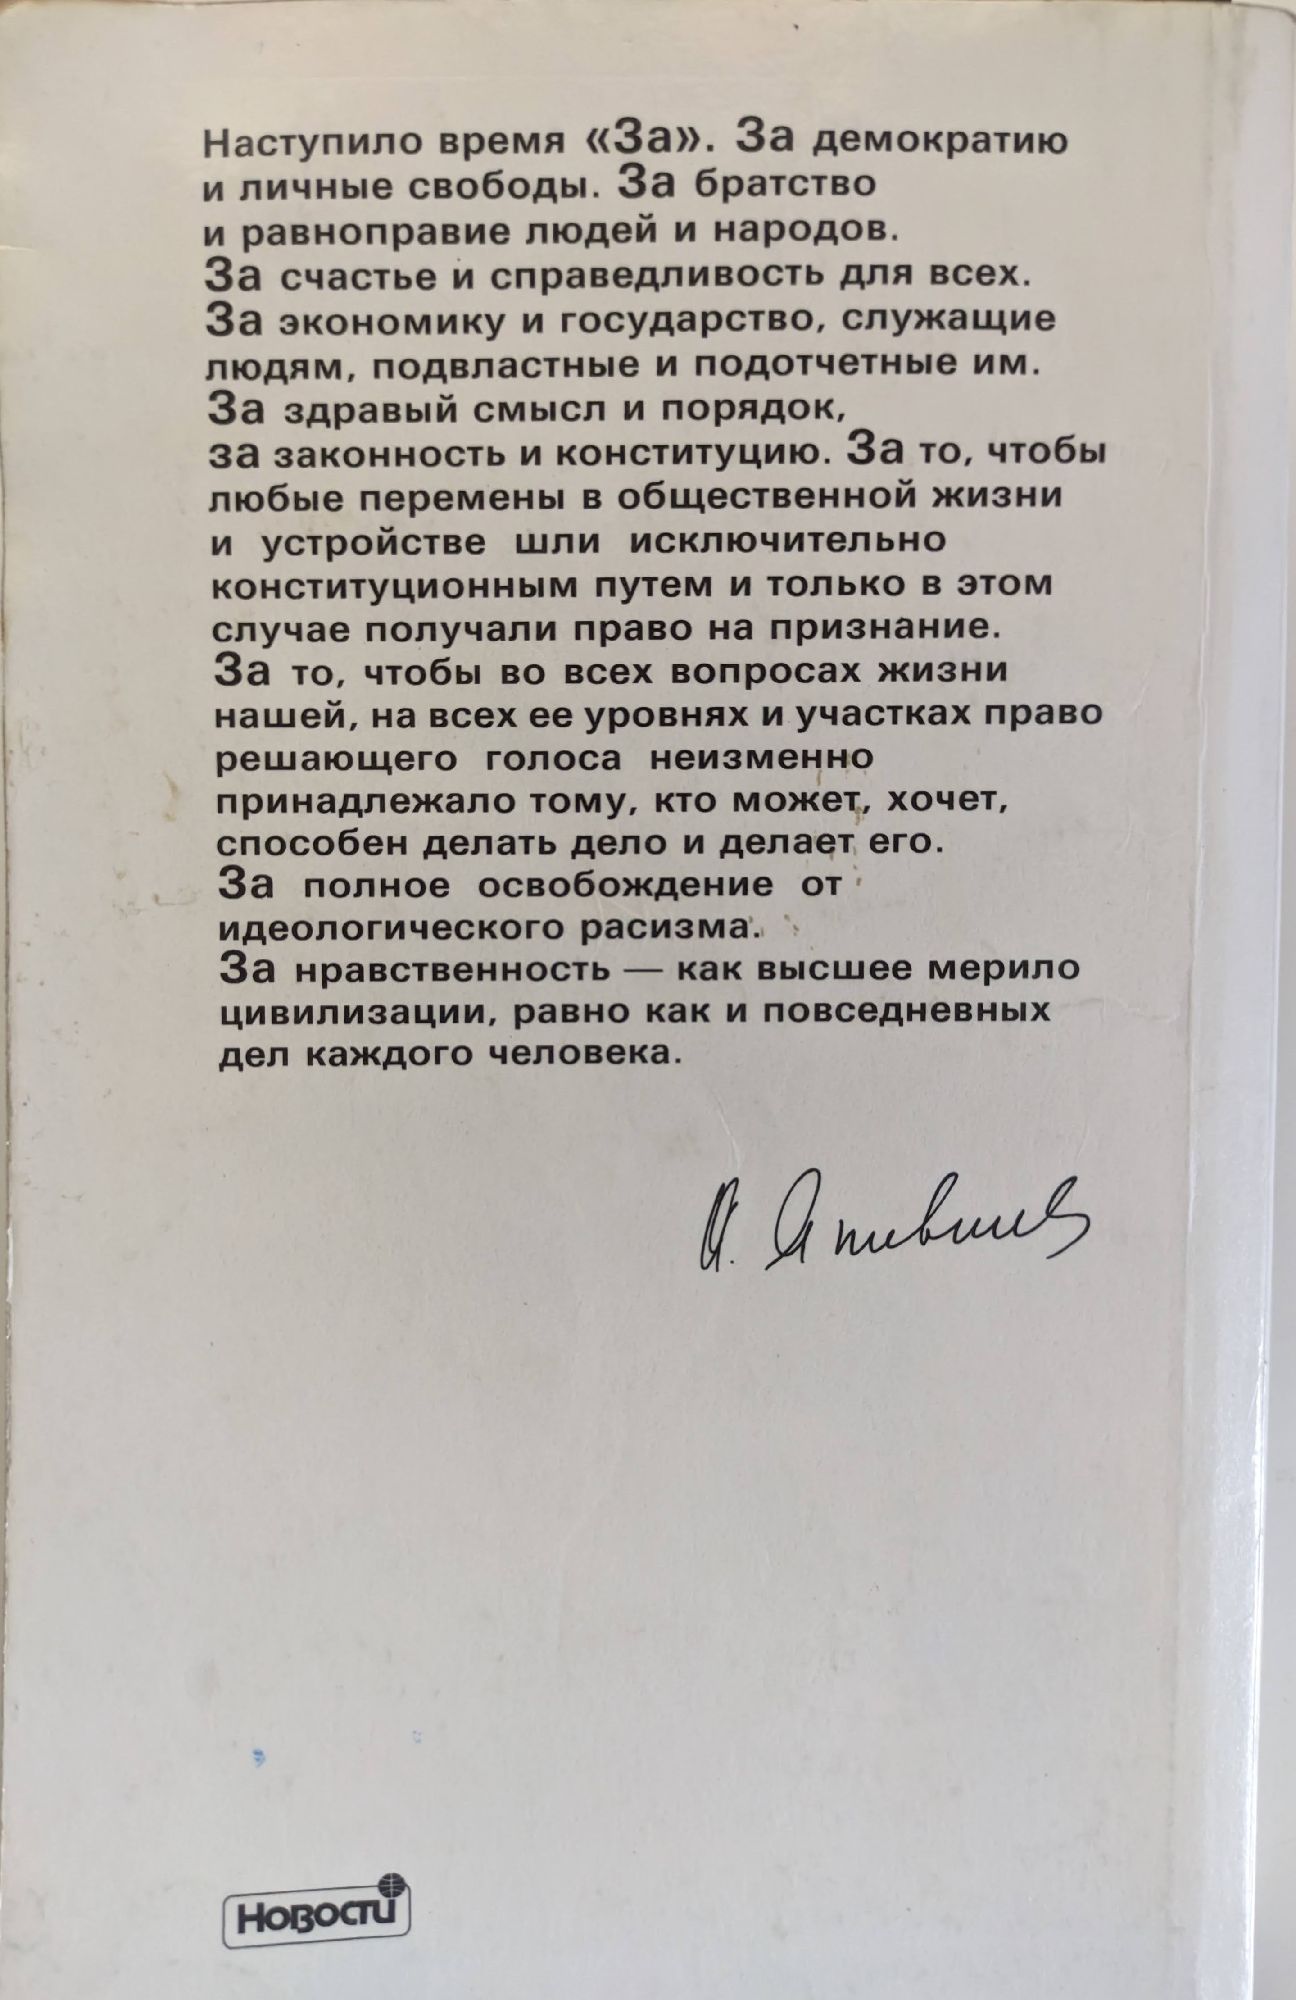 Наступило время «За». За демократию
и личные свободы. За братство
и равноправие людей и народов.
За счастье и справедливость для всех.
За экономику и государство, служащие
людям, подвластные и подотчетные им.
За здравый смысл и порядок,
за законность и конституцию. За то, чтобы
любые перемены в общественной жизни
и устройстве шли исключительно
конституционным путем и только в этом
случае получали право на признание.
За то, чтобы во всех вопросах жизни
нашей, на всех ее уровнях и участках право
решающего голоса неизменно
принадлежало тому, кто может, хочет,
способен делать дело и делает его.
За полное освобождение от
идеологического расизма.
За нравственность — как высшее мерило
цивилизации, равно как и повседневных
дел каждого человека.
Новости